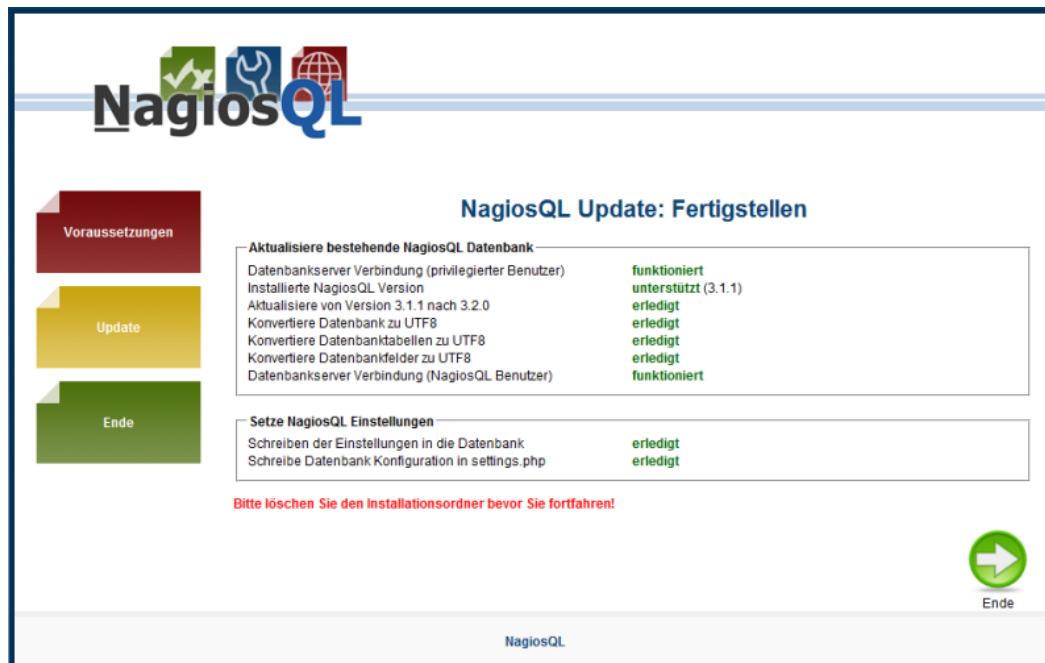 NagiosQL
Voraussetzungen
Update
Ende
NagiosQL Update: Fertigstellen
Aktualisiere bestehende NagiosQL Datenbank
Datenbankserver Verbindung (privilegierter Benutzer) funktioniert
Installierte NagiosQL Version unterstützt (3.1.1)
Aktualisiere von Version 3.1.1 nach 3.2.0 erledigt
Konvertiere Datenbank zu UTF8 erledigt
Konvertiere Datenbanktabellen zu UTF8 erledigt
Konvertiere Datenbankfelder zu UTF8 erledigt
Datenbankserver Verbindung (NagiosQL Benutzer) funktioniert
Setze NagiosQL Einstellungen
Schreiben der Einstellungen in die Datenbank erledigt
Schreibe Datenbank Konfiguration in settings.php erledigt
Bitte löschen Sie den Installationsordner bevor Sie fortfahren!
Ende
NagiosQL